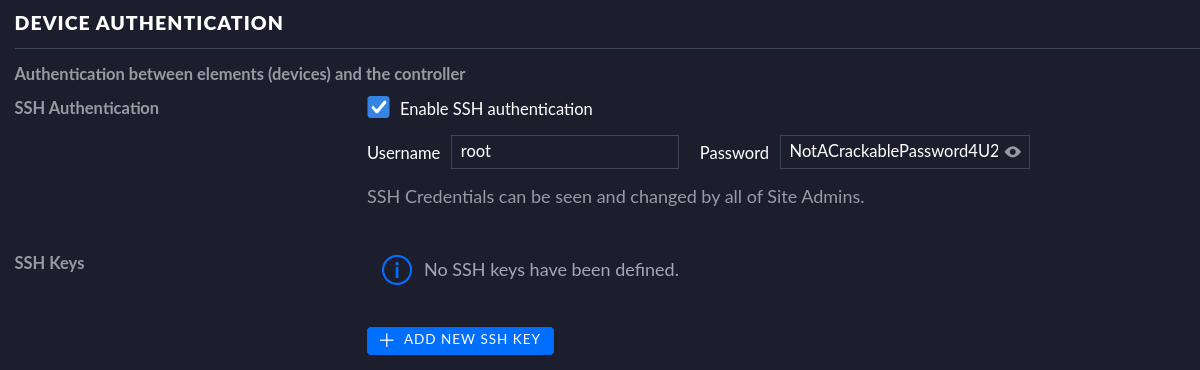 DEVICE AUTHENTICATION
Authentication between elements (devices) and the controller
SSH Authentication
Enable SSH authentication
Username root Password NotACrackablePassword4U2
SSH Credentials can be seen and changed by all of Site Admins.
SSH Keys
No SSH keys have been defined.
ADD NEW SSH KEY